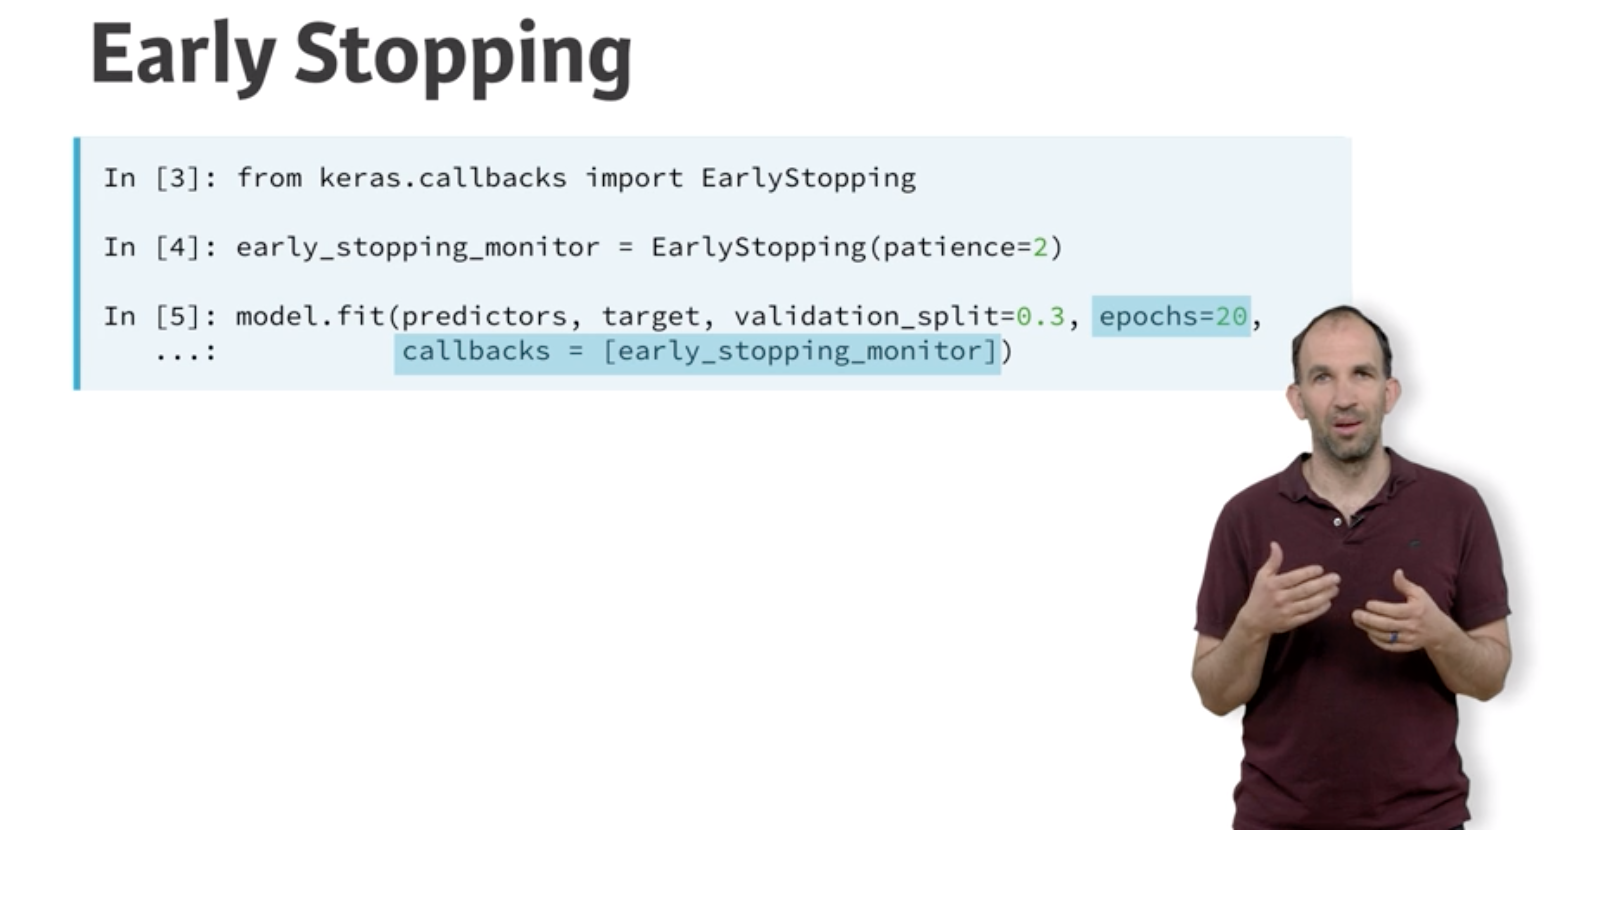 Early Stopping
In [3]: from keras.callbacks import EarlyStopping
In [4]: early_stopping_monitor = EarlyStopping(patience=2)
In [5]: model.fit(predictors, target, validation_split=0.3, epochs=20,
...: callbacks = [early_stopping_monitor])